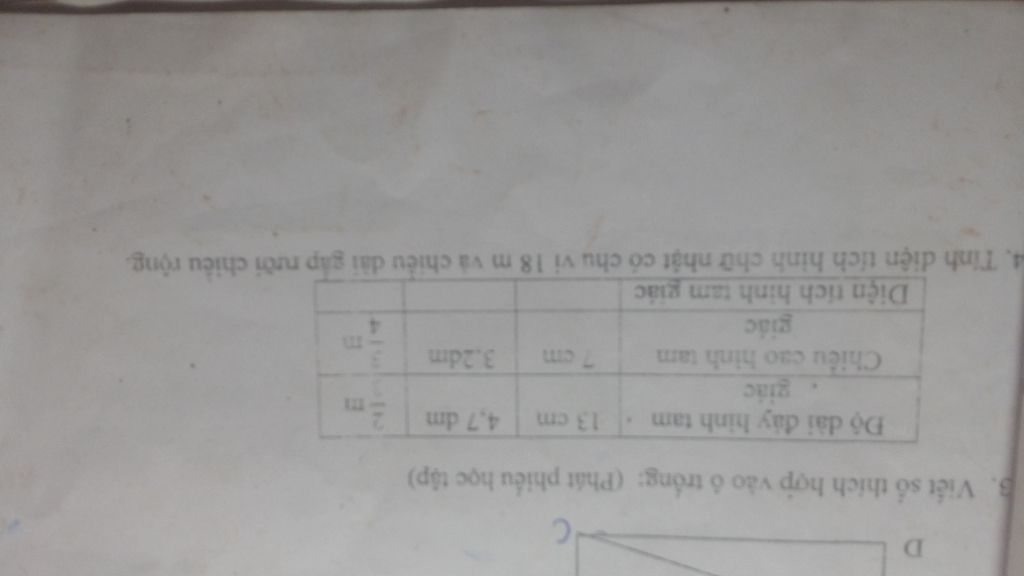 D
C
3. Viết số thích hợp vào ô trống: (Phát phiếu học tập)
Độ dài đáy hình tam giác 13 cm 4,7 dm 2/3 m
Chiều cao hình tam giác 7 cm 3,2dm 3/4 m
Diện tích hình tam giác
4. Tính diện tích hình chữ nhật có chu vi 18 m và chiều dài gấp rưỡi chiều rộng.